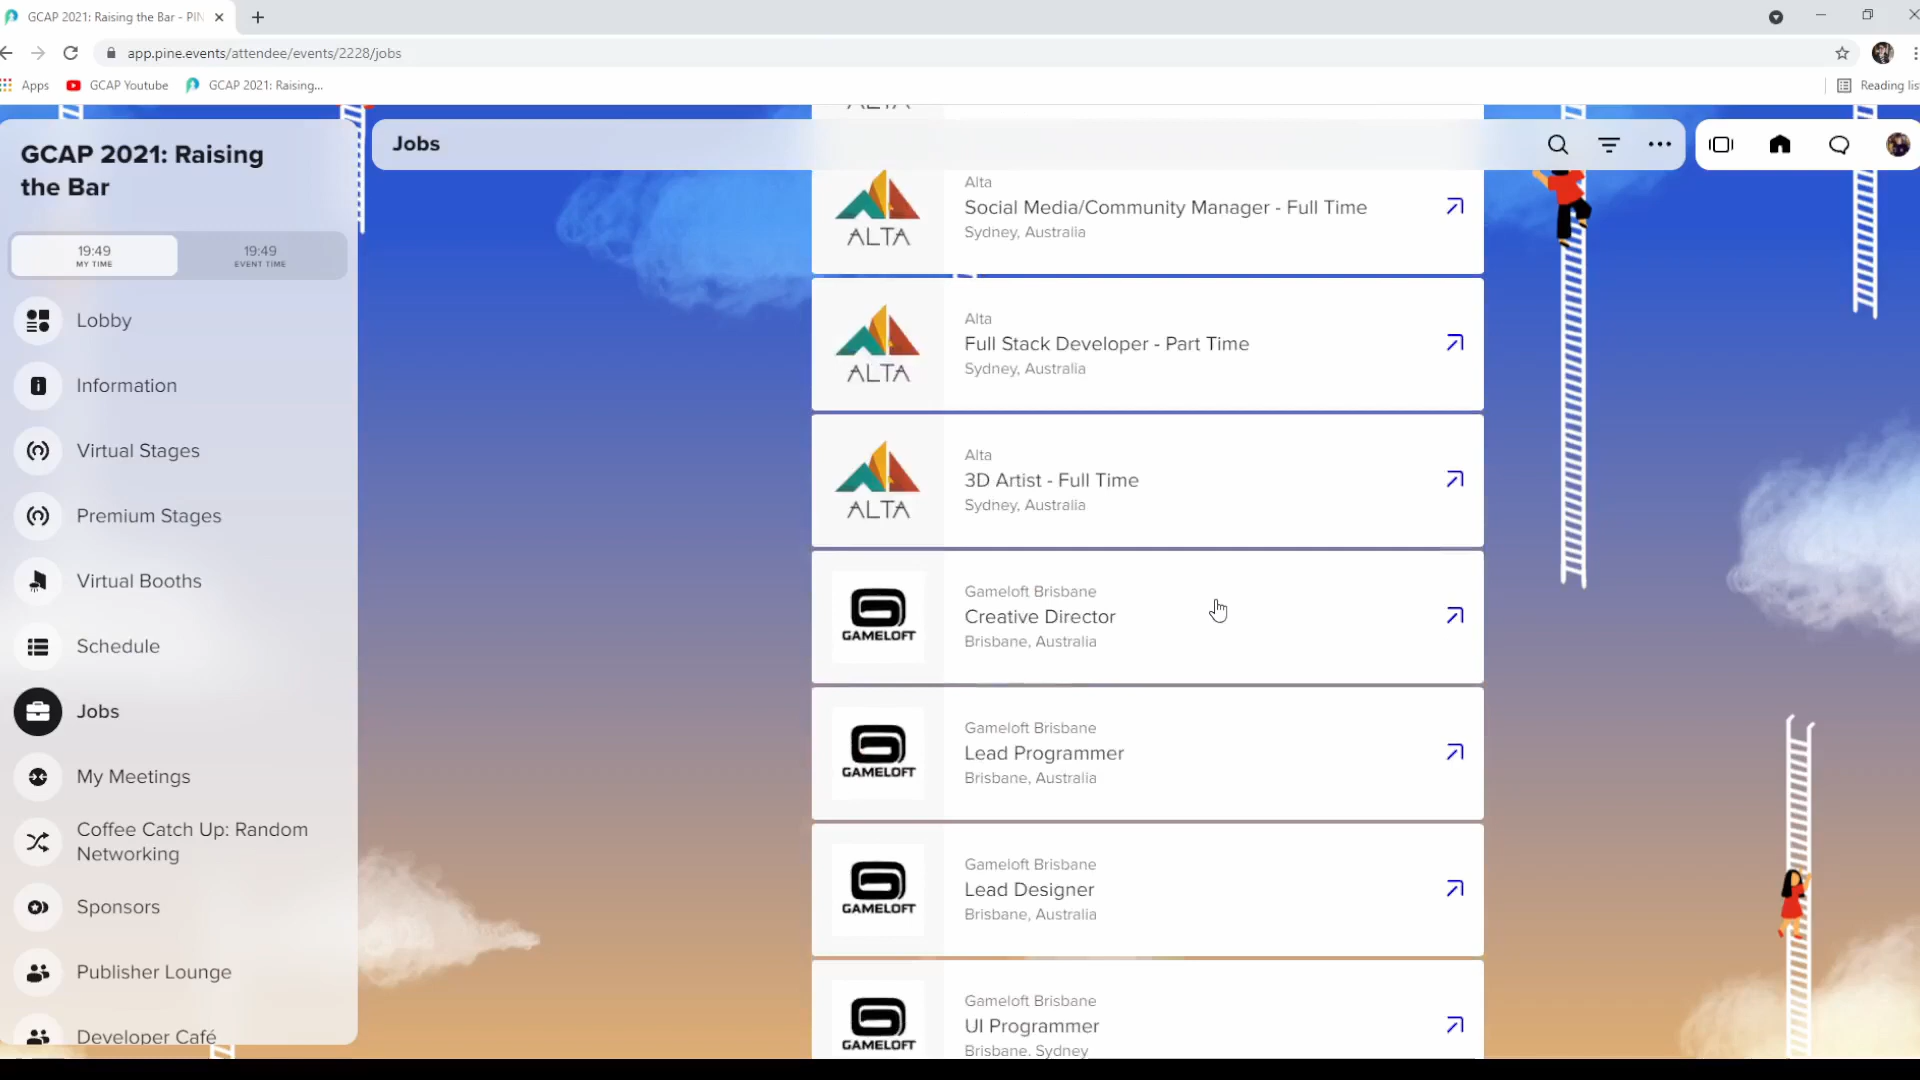 GCAP 2021: Raising the Bar - PIN
app.pine.events/attendee/events/2228/jobs
Apps
GCAP Youtube
GCAP 2021: Raising...
Reading lis
GCAP 2021: Raising
the Bar
19:49
MY TIME
19:49
EVENT TIME
Lobby
Information
Virtual Stages
Premium Stages
Virtual Booths
Schedule
Jobs
My Meetings
Coffee Catch Up: Random
Networking
Sponsors
Publisher Lounge
Developer Café
Jobs
ALTA
ALTA
Alta
Social Media/Community Manager - Full Time
Sydney, Australia
ALTA
Alta
Full Stack Developer - Part Time
Sydney, Australia
ALTA
Alta
3D Artist - Full Time
Sydney, Australia
GAMELOFT
Gameloft Brisbane
Creative Director
Brisbane, Australia
GAMELOFT
Gameloft Brisbane
Lead Programmer
Brisbane, Australia
GAMELOFT
Gameloft Brisbane
Lead Designer
Brisbane, Australia
GAMELOFT
Gameloft Brisbane
UI Programmer
Brisbane. Sydney